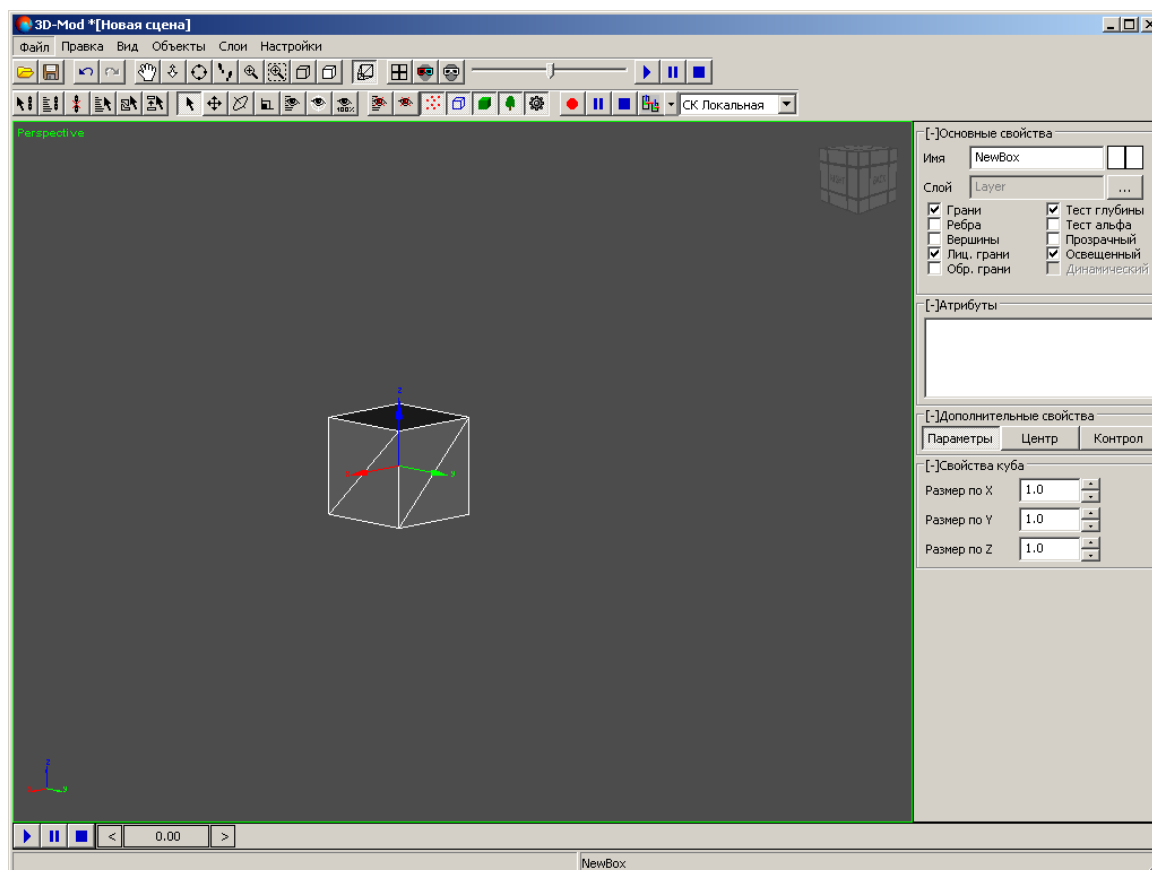 3D-Mod *[Новая сцена]
Файл Правка Вид Объекты Слои Настройки
100%
СК Локальная
Perspective
[-]Основные свойства
Имя NewBox
Слой Layer ...
Грани Тест глубины
Ребра Тест альфа
Вершины Прозрачный
Лиц. грани Освещенный
Обр. грани Динамический
[-]Атрибуты
[-]Дополнительные свойства
Параметры Центр Контрол
[-]Свойства куба
Размер по X 1.0
Размер по Y 1.0
Размер по Z 1.0
z
y
z
y
< 0.00 >
NewBox